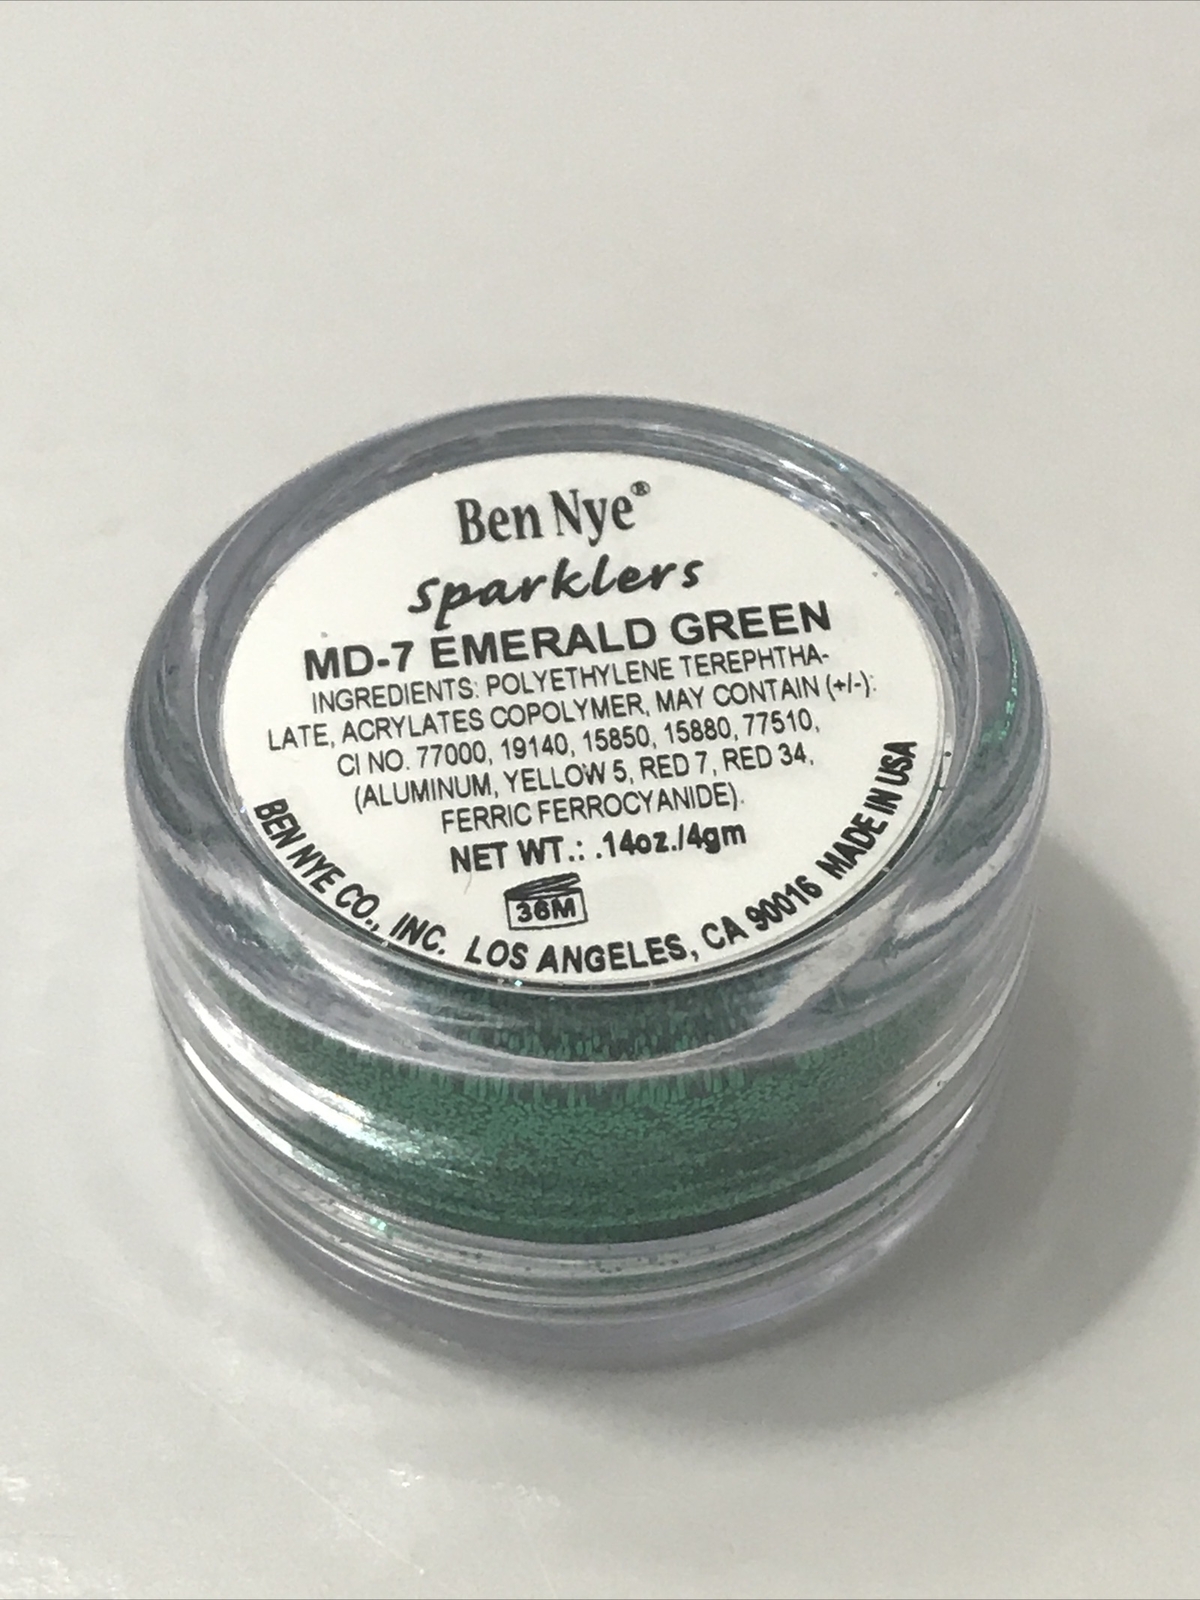 Ben Nye®
sparklers
MD-7 EMERALD GREEN
INGREDIENTS: POLYETHYLENE TEREPHTHA-
LATE, ACRYLATES COPOLYMER, MAY CONTAIN (+/-):
CI NO. 77000, 19140, 15850, 15880, 77510,
(ALUMINUM, YELLOW 5, RED 7, RED 34,
FERRIC FERROCYANIDE).
NET WT.: .14oz./4gm
36M
BEN NYE CO., INC. LOS ANGELES, CA 90016 MADE IN USA